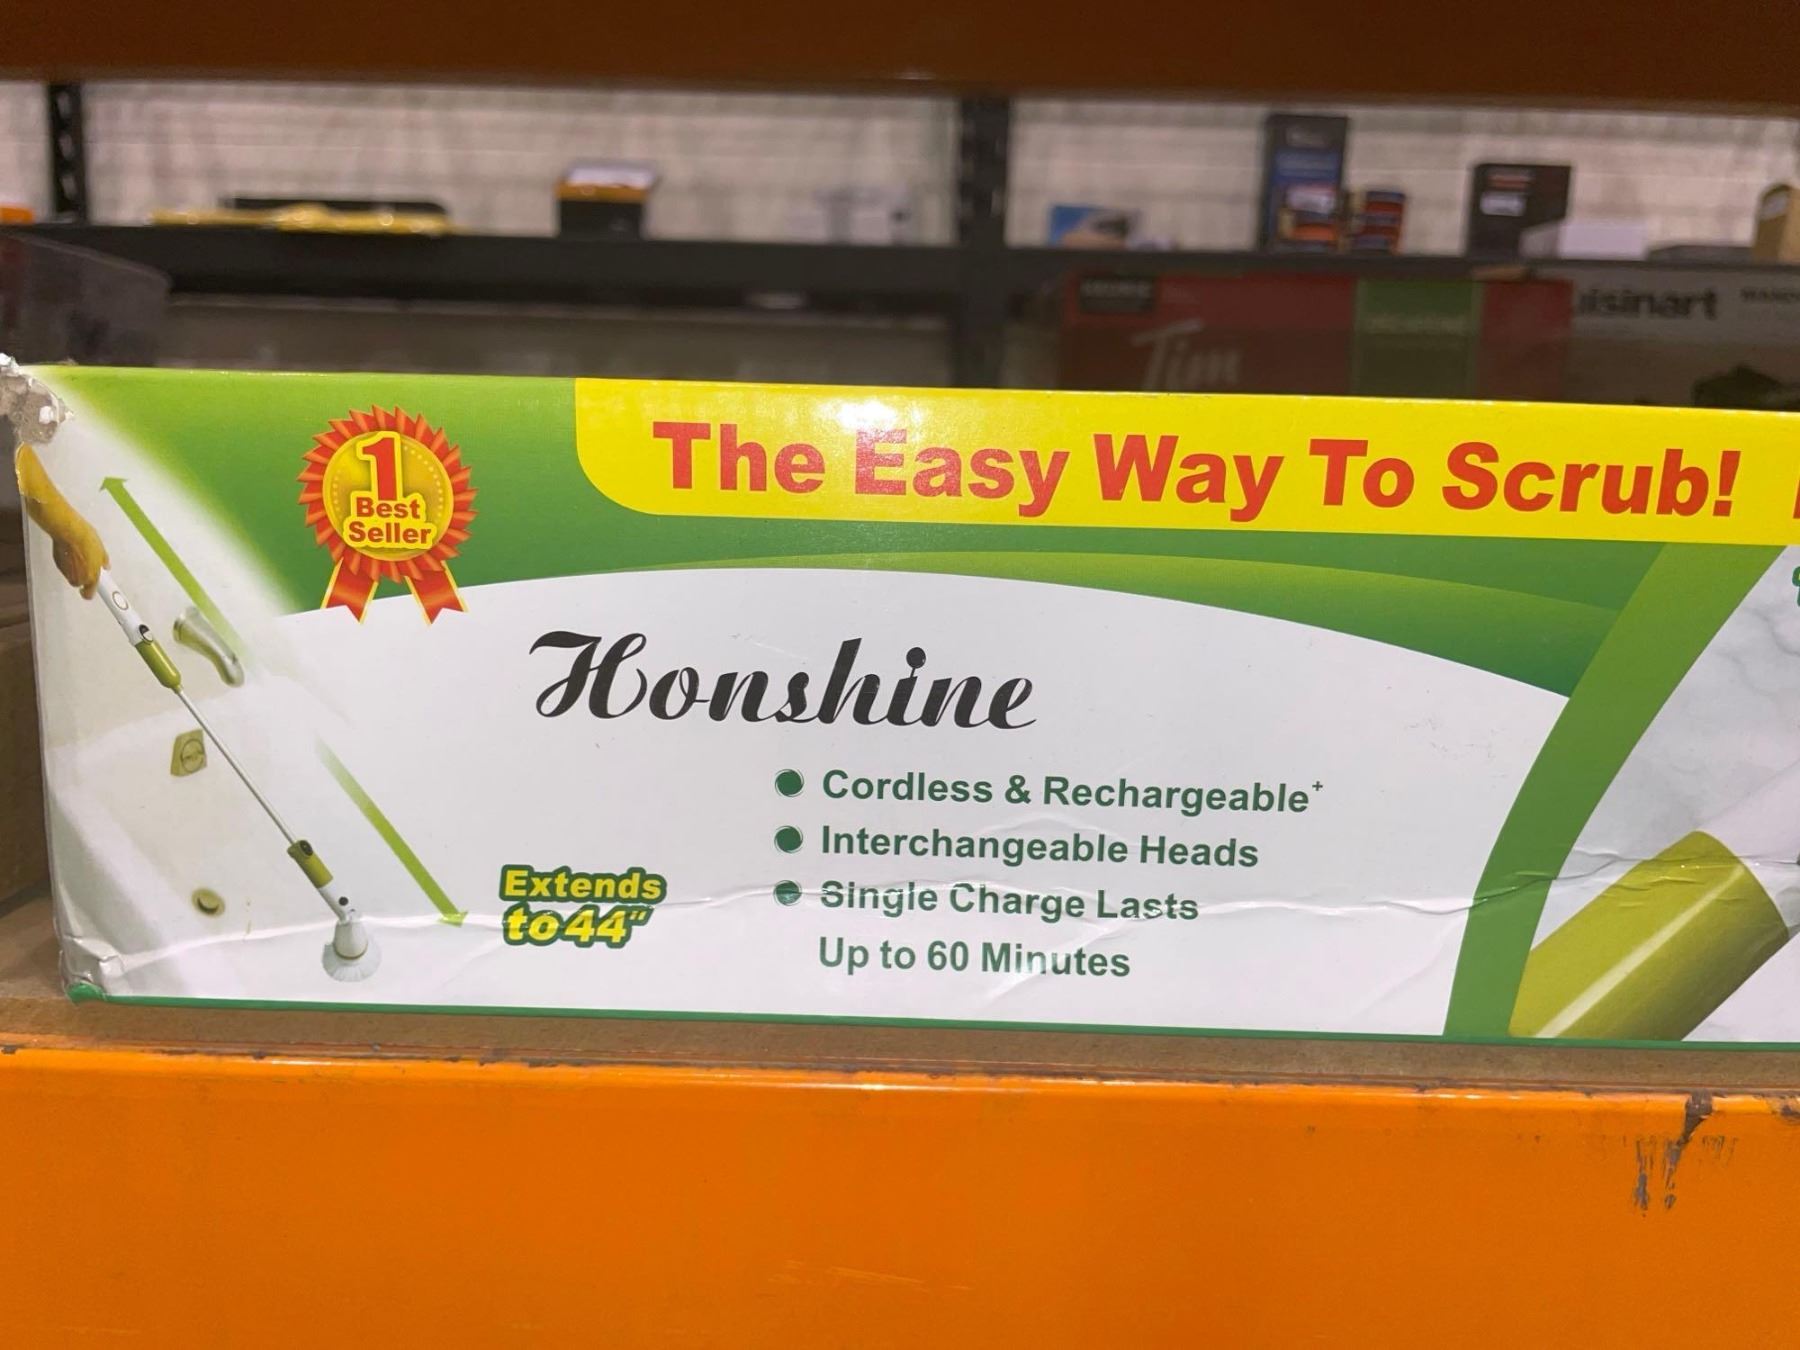 The Easy Way To Scrub!
1
Best
Seller
Honshine
Cordless & Rechargeable+
Interchangeable Heads
Single Charge Lasts
Up to 60 Minutes
Extends
to 44"
Tim